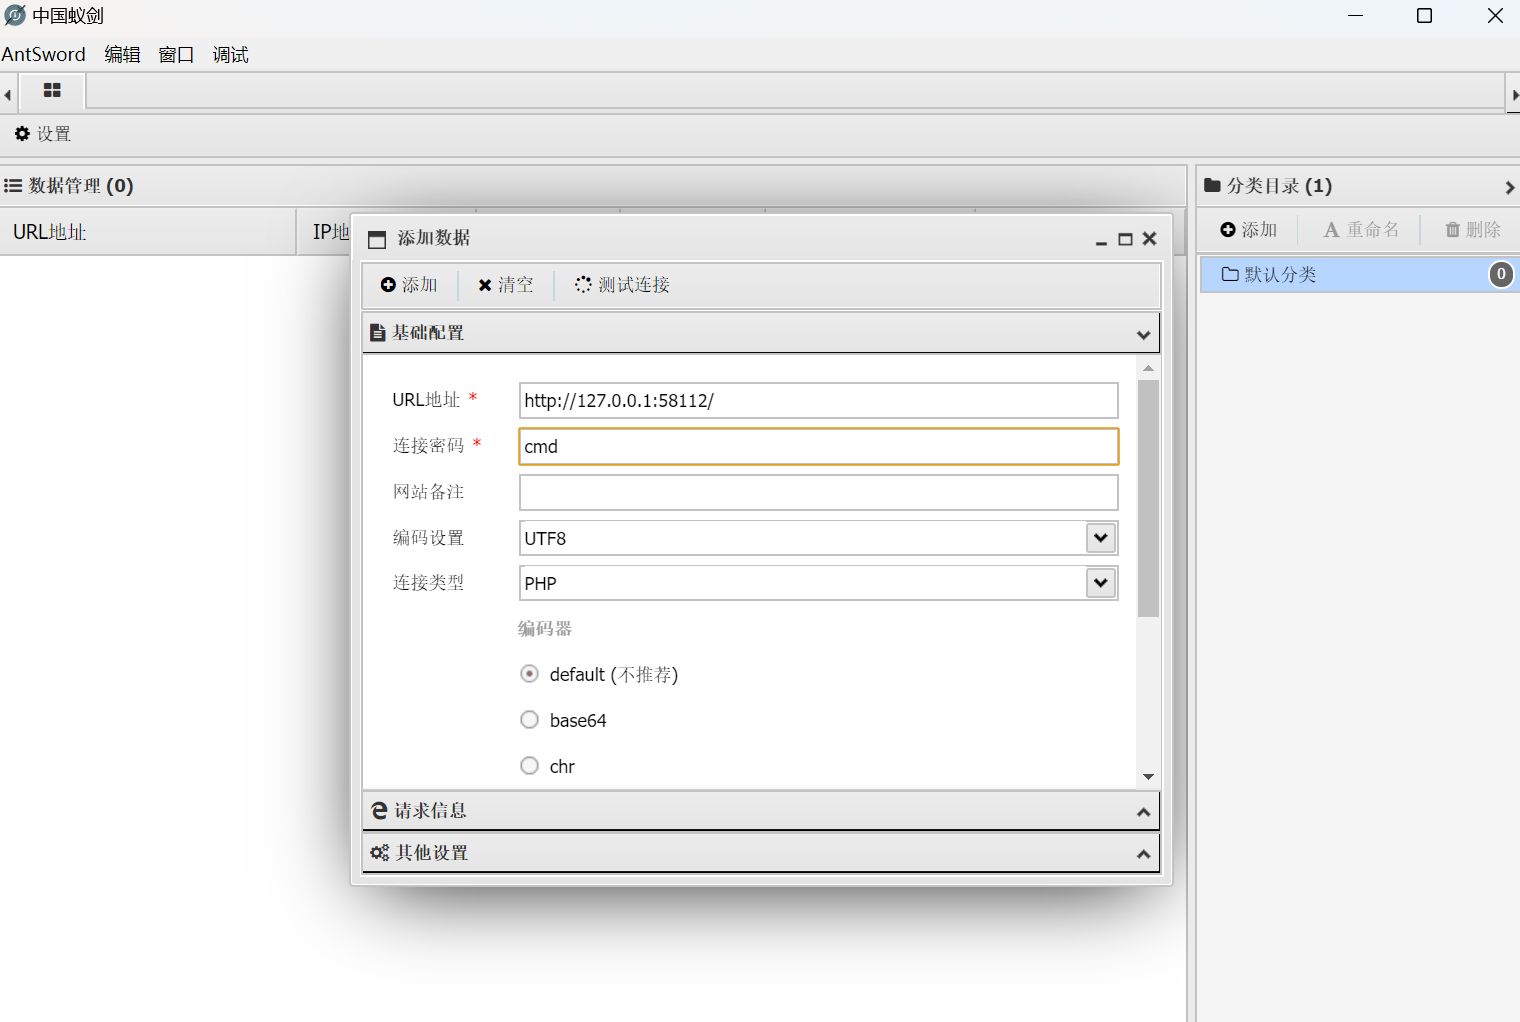 中国蚁剑
AntSword 编辑 窗口 调试
设置
数据管理 (0)
URL地址
IP地
分类目录 (1)
添加 重命名 删除
默认分类 0
添加数据
添加 清空 测试连接
基础配置
URL地址 * http://127.0.0.1:58112/
连接密码 * cmd
网站备注
编码设置 UTF8
连接类型 PHP
编码器
default (不推荐)
base64
chr
请求信息
其他设置